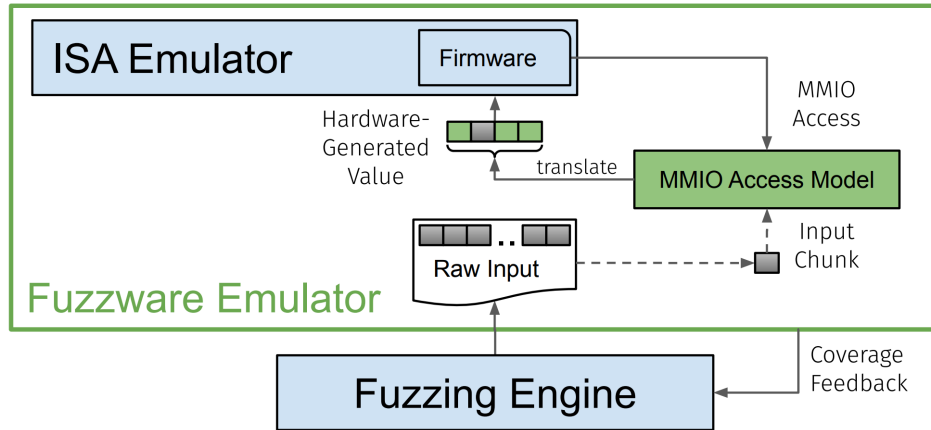 ISA Emulator
Firmware
MMIO
Access
Hardware-
Generated
Value
translate
MMIO Access Model
Input
Chunk
..
Raw Input
Fuzzware Emulator
Coverage
Feedback
Fuzzing Engine